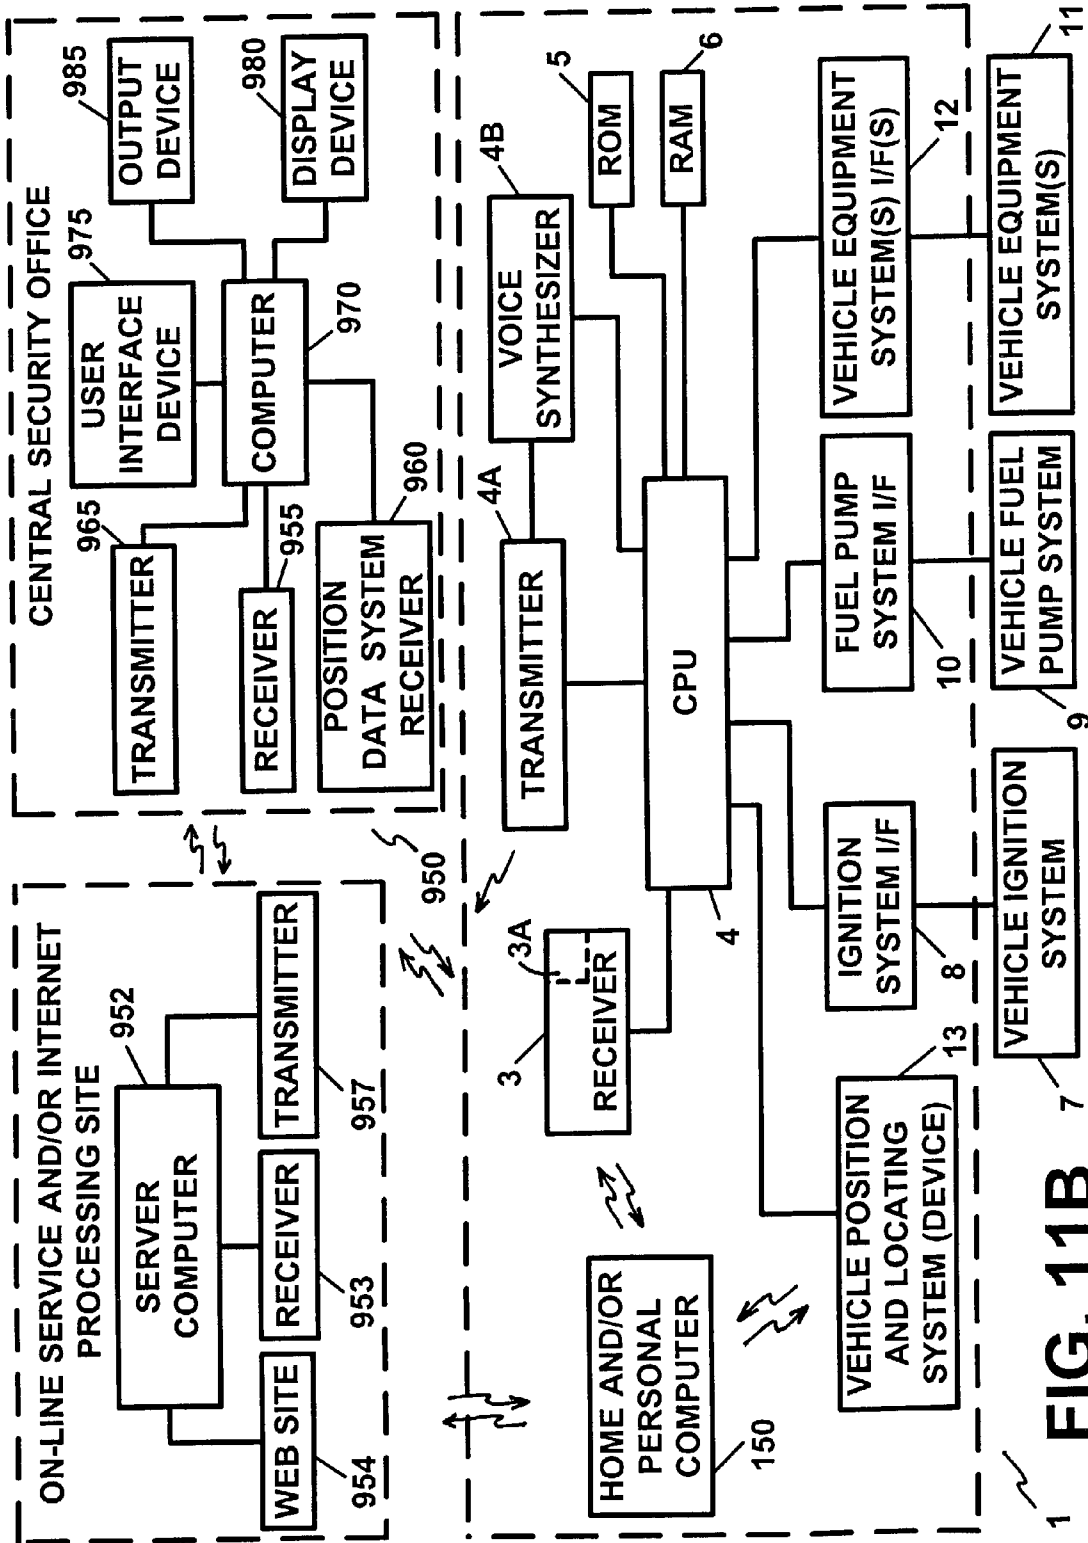 ON-LINE SERVICE AND/OR INTERNET
PROCESSING SITE
SERVER
COMPUTER
952
WEB SITE
954
RECEIVER
953
TRANSMITTER
957
CENTRAL SECURITY OFFICE
950
TRANSMITTER
965
RECEIVER
955
POSITION
DATA SYSTEM
RECEIVER
960
USER
INTERFACE
DEVICE
975
COMPUTER
970
OUTPUT
DEVICE
985
DISPLAY
DEVICE
980
HOME AND/OR
PERSONAL
COMPUTER
150
3
3A
RECEIVER
TRANSMITTER
4A
VOICE
SYNTHESIZER
4B
ROM
5
RAM
6
CPU
4
VEHICLE POSITION
AND LOCATING
SYSTEM (DEVICE)
13
IGNITION
SYSTEM I/F
8
FUEL PUMP
SYSTEM I/F
10
VEHICLE EQUIPMENT
SYSTEM(S) I/F(S)
12
VEHICLE IGNITION
SYSTEM
7
VEHICLE FUEL
PUMP SYSTEM
9
VEHICLE EQUIPMENT
SYSTEM(S)
11
1
FIG. 11B